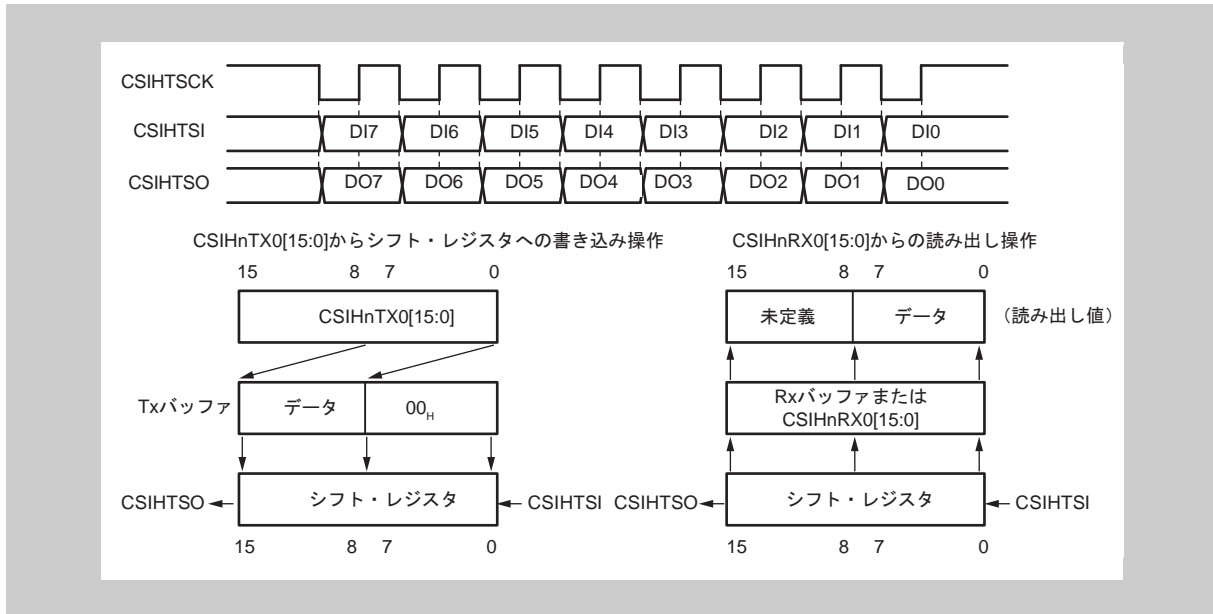 CSIHTSCK
CSIHTSI DI7 DI6 DI5 DI4 DI3 DI2 DI1 DI0
CSIHTSO DO7 DO6 DO5 DO4 DO3 DO2 DO1 DO0
CSIHnTX0[15:0]からシフト・レジスタへの書き込み操作
15 8 7 0
CSIHnTX0[15:0]
Txバッファ データ 00H
CSIHTSO シフト・レジスタ CSIHTSI
15 8 7 0
CSIHnRX0[15:0]からの読み出し操作
15 8 7 0
未定義 データ （読み出し値）
Rxバッファまたは
CSIHnRX0[15:0]
CSIHTSO シフト・レジスタ CSIHTSI
15 8 7 0